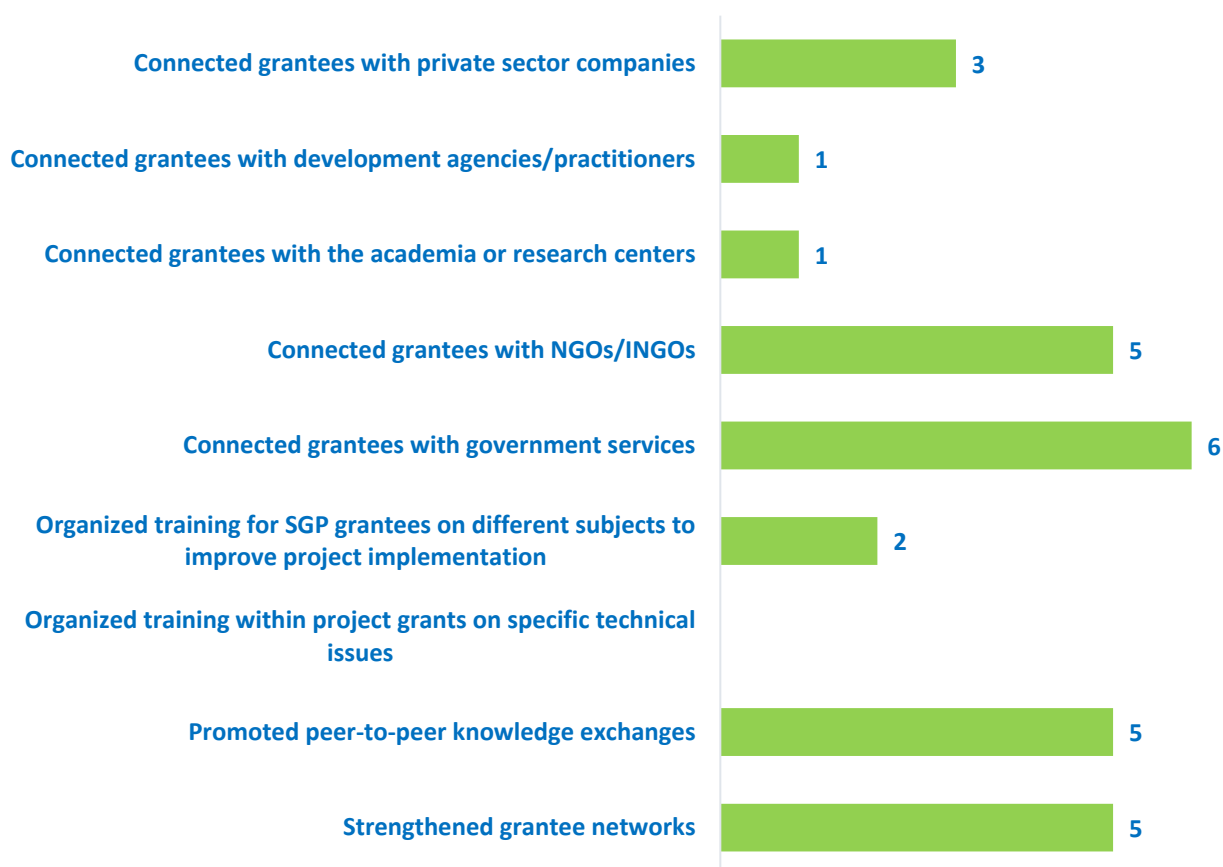 Connected grantees with private sector companies
3
Connected grantees with development agencies/practitioners
1
Connected grantees with the academia or research centers
1
Connected grantees with NGOs/INGOs
5
Connected grantees with government services
6
Organized training for SGP grantees on different subjects to
improve project implementation
2
Organized training within project grants on specific technical
issues
Promoted peer-to-peer knowledge exchanges
5
Strengthened grantee networks
5